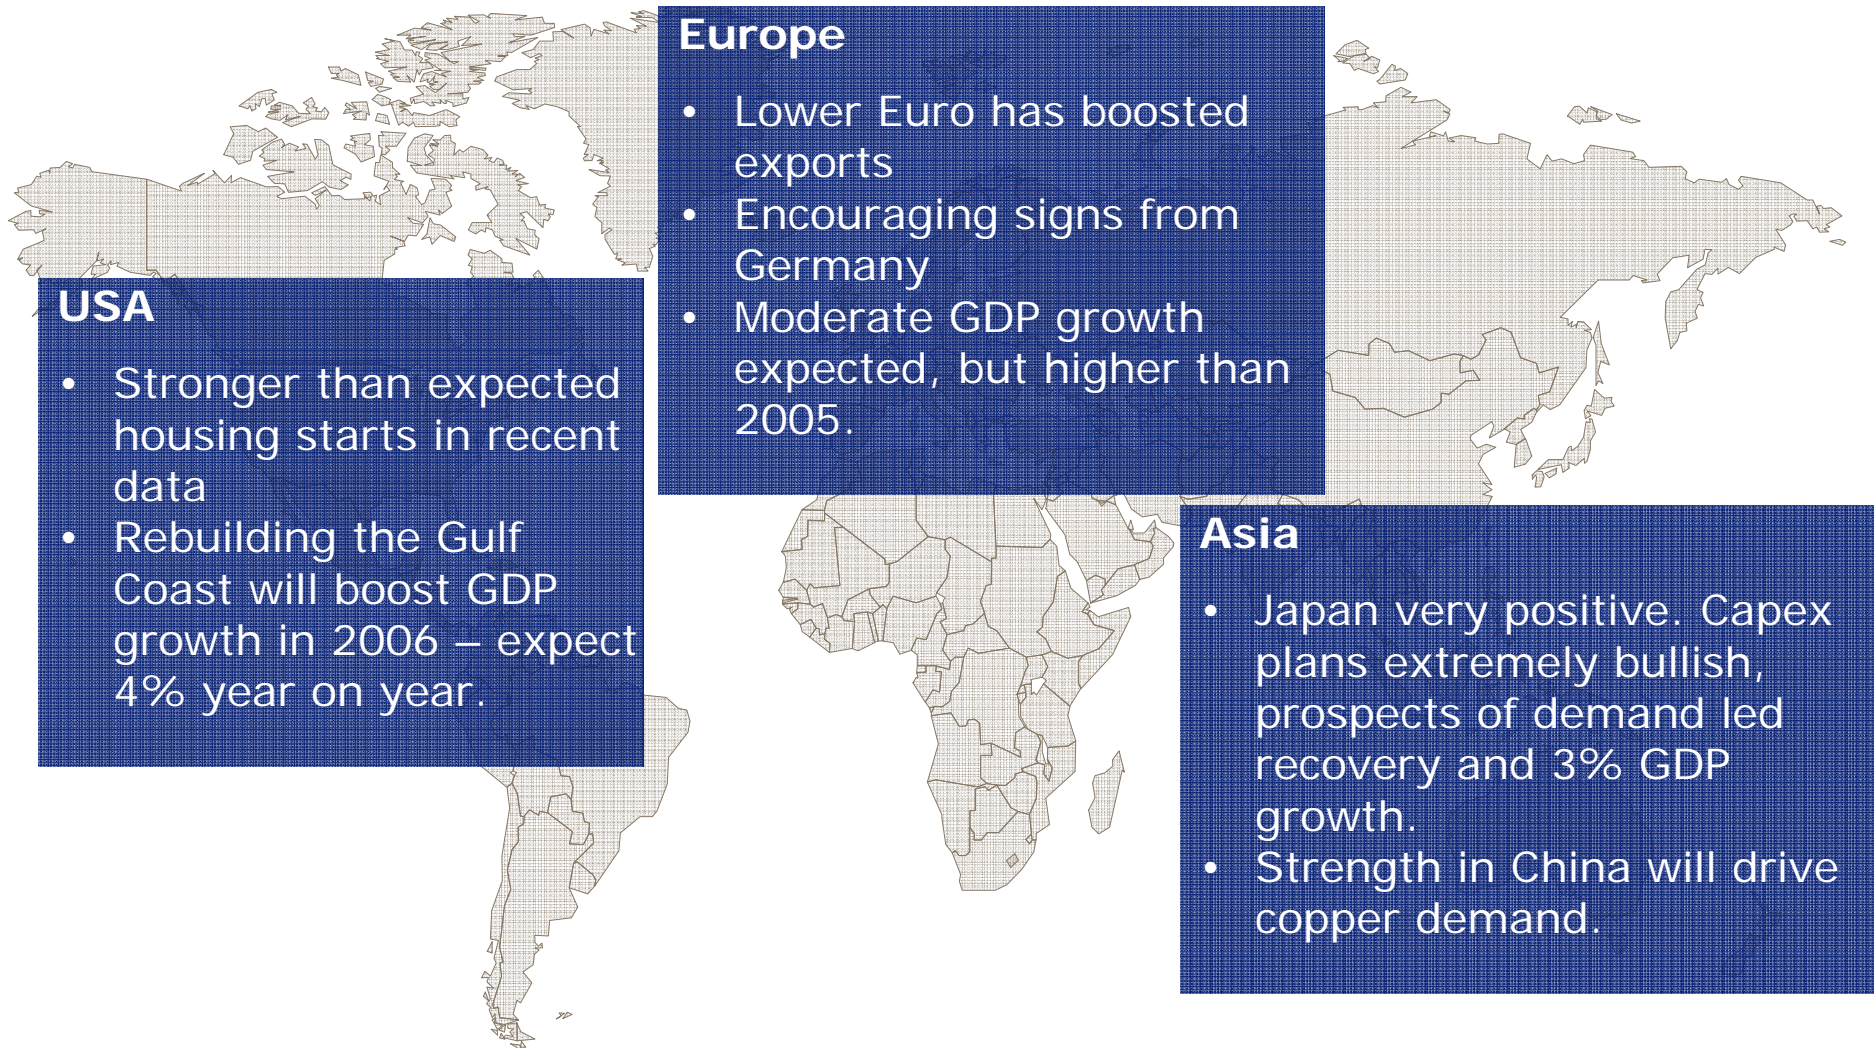 Europe
• Lower Euro has boosted
exports
• Encouraging signs from
Germany
• Moderate GDP growth
expected, but higher than
2005.
USA
• Stronger than expected
housing starts in recent
data
• Rebuilding the Gulf
Coast will boost GDP
growth in 2006 – expect
4% year on year.
Asia
• Japan very positive. Capex
plans extremely bullish,
prospects of demand led
recovery and 3% GDP
growth.
• Strength in China will drive
copper demand.